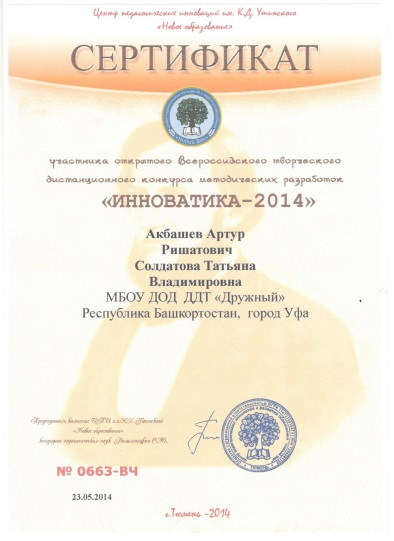 Центр педагогических инноваций им. К.Д. Ушинского
«Новое образование»
СЕРТИФИКАТ
участника открытого Всероссийского творческого
дистанционного конкурса методических разработок
«ИННОВАТИКА-2014»
Акбашев Артур
Ришатович
Солдатова Татьяна
Владимировна
МБОУ ДОД ДДТ «Дружный»
Республика Башкортостан, город Уфа
«Новое образование»
№ 0663-ВЧ
23.05.2014
г.Тюмень -2014